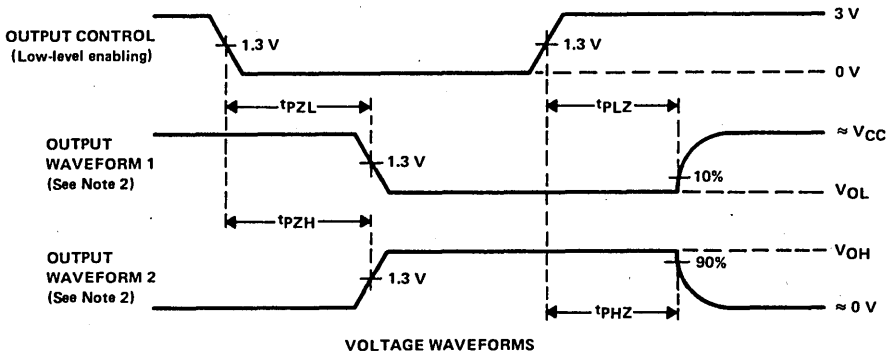 OUTPUT CONTROL
(Low-level enabling)
1.3 V
1.3 V
3 V
0 V
tPZL
tPLZ
OUTPUT
WAVEFORM 1
(See Note 2)
1.3 V
10%
≈ VCC
VOL
tPZH
OUTPUT
WAVEFORM 2
(See Note 2)
1.3 V
90%
VOH
≈ 0 V
tPHZ
VOLTAGE WAVEFORMS